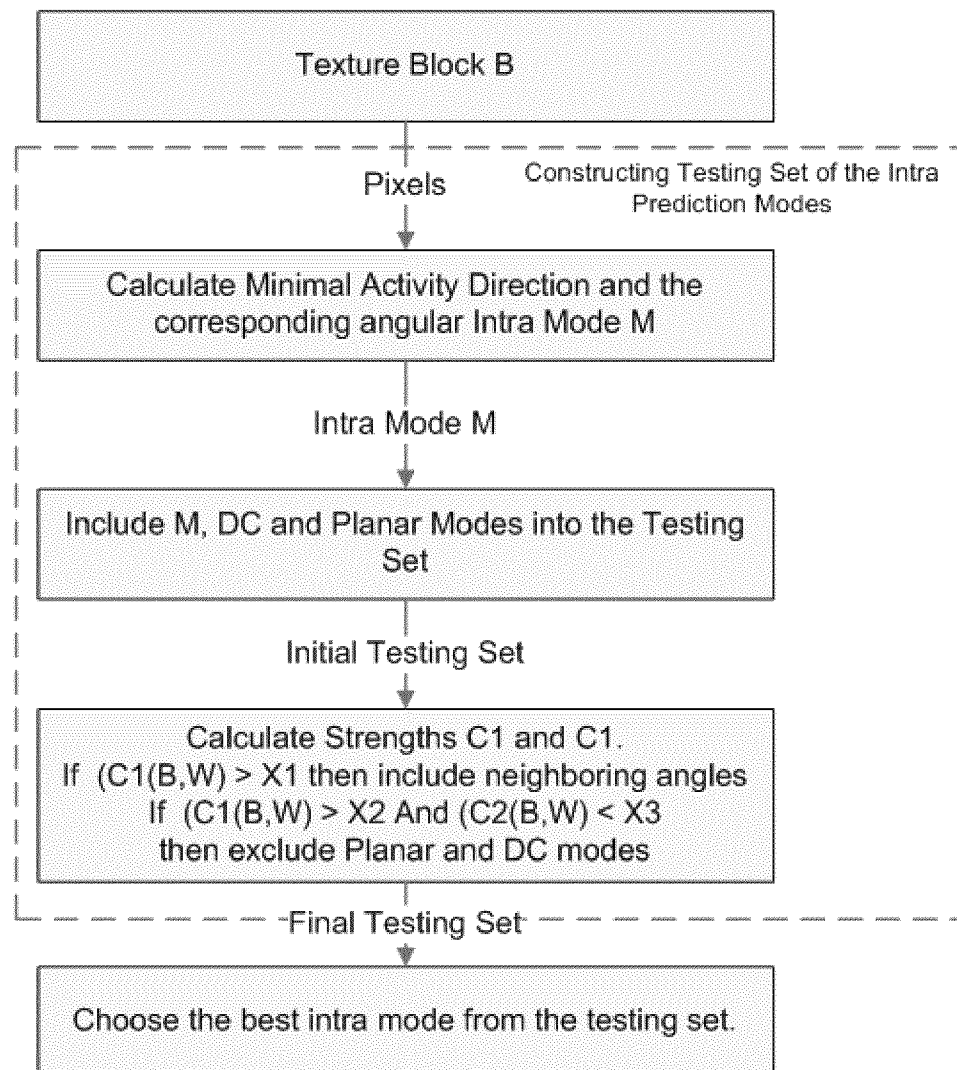 Texture Block B
Pixels
Constructing Testing Set of the Intra
Prediction Modes
Calculate Minimal Activity Direction and the
corresponding angular Intra Mode M
Intra Mode M
Include M, DC and Planar Modes into the Testing
Set
Initial Testing Set
Calculate Strengths C1 and C1.
If (C1(B,W) > X1 then include neighboring angles
If (C1(B,W) > X2 And (C2(B,W) < X3
then exclude Planar and DC modes
Final Testing Set
Choose the best intra mode from the testing set.